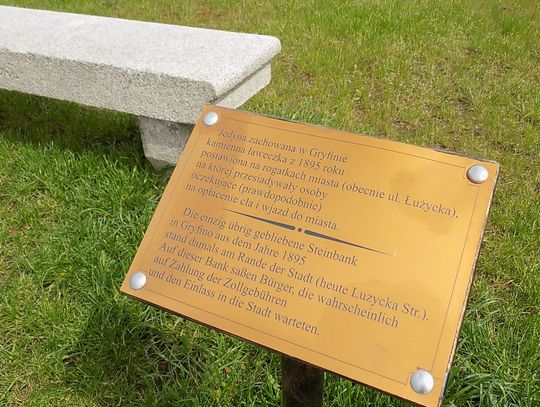 Jedyna zachowana w Gryfinie
kamienna ławeczka z 1895 roku
postawiona na rogatkach miasta (obecnie ul. Łużycka),
na której przesiadywały osoby
oczekujące (prawdopodobnie)
na opłacenie cła i wjazd do miasta.
Die einzig übrig gebliebene Steinbank
in Gryfino aus dem Jahre 1895
stand damals am Rande der Stadt (heute Łużycka Str.).
Auf dieser Bank saßen Bürger, die wahrscheinlich
auf Zahlung der Zollgebühren
und den Einlass in die Stadt warteten.